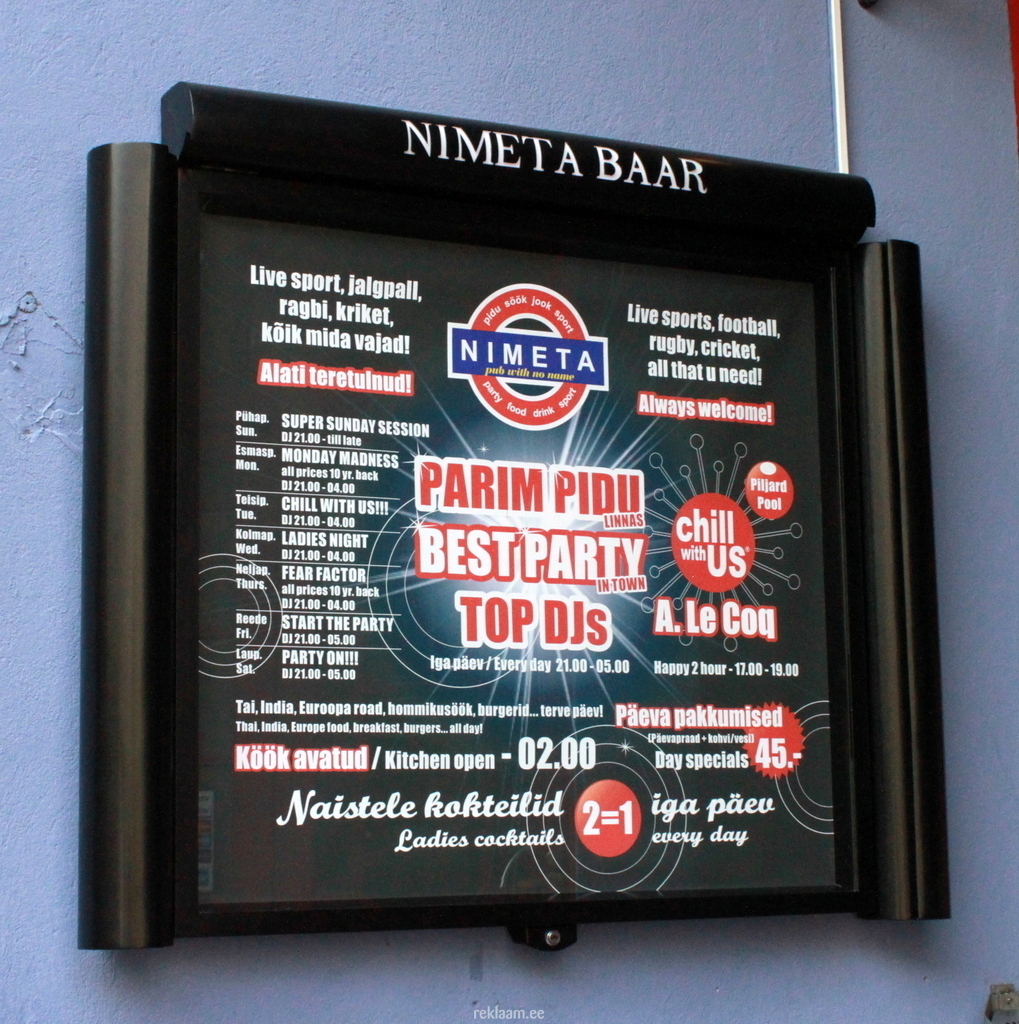 NIMETA BAAR
Live sport, jalgpall,
ragbi, kriket,
kõik mida vajad!
Alati teretulnud!
pidu söök jook sport
NIMETA
pub with no name
party food drink sport
Live sports, football,
rugby, cricket,
all that u need!
Always welcome!
Pühap. SUPER SUNDAY SESSION
Sun. DJ 21.00 - till late
Esmasp. MONDAY MADNESS
Mon. all prices 10 yr. back
DJ 21.00 - 04.00
Teisip. CHILL WITH US!!!
Tue. DJ 21.00 - 04.00
Kolmap. LADIES NIGHT
Wed. DJ 21.00 - 04.00
Neljap. FEAR FACTOR
Thurs. all prices 10 yr. back
DJ 21.00 - 04.00
Reede START THE PARTY
Fri. DJ 21.00 - 05.00
Laup. PARTY ON!!!
Sat. DJ 21.00 - 05.00
PARIM PIDU
LINNAS
BEST PARTY
IN TOWN
TOP DJs
Iga päev / Every day 21.00 - 05.00
Piljard
Pool
chill
with US®
A. Le Coq
Happy 2 hour - 17.00 - 19.00
Tai, India, Euroopa road, hommikusöök, burgerid... terve päev!
Thai, India, Europe food, breakfast, burgers... all day!
Köök avatud / Kitchen open - 02.00
Päeva pakkumised
(Päevapraad + kohvi/vesi)
Day specials 45.-
Naistele kokteilid 2=1 iga päev
Ladies cocktails every day
reklaam.ee